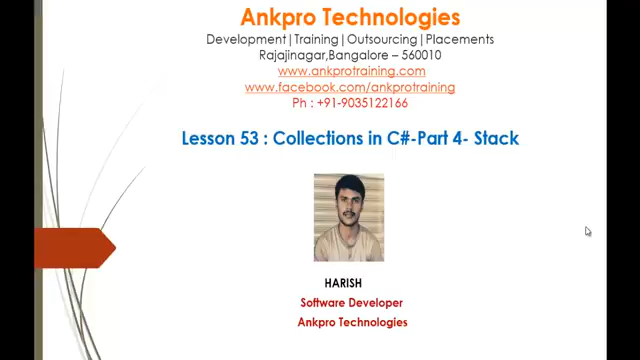 Ankpro Technologies
Development|Training|Outsourcing|Placements
Rajajinagar,Bangalore – 560010
www.ankprotraining.com
www.facebook.com/ankprotraining
Ph : +91-9035122166
Lesson 53 : Collections in C#-Part 4- Stack
HARISH
Software Developer
Ankpro Technologies